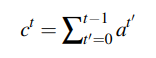 c^t = \sum_{t'=0}^{t-1} a^{t'}